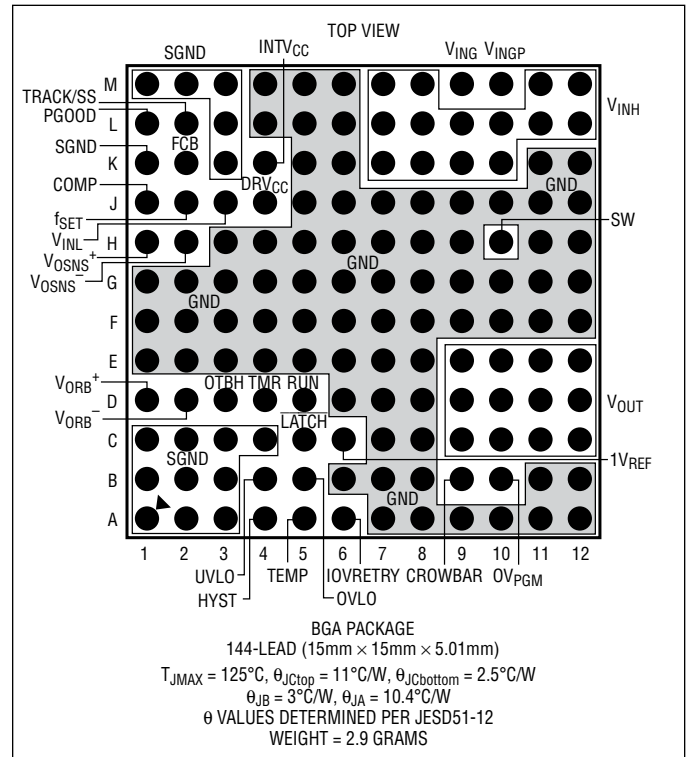 TOP VIEW
SGND
INTVCC
VING VINGP
M
TRACK/SS
VINH
PGOOD
L
FCB
SGND
K
DRVCC
GND
COMP
J
fSET
SW
VINL
H
VOSNS+
GND
VOSNS–
G
GND
F
E
VORB+
OTBH TMR RUN
D
VOUT
VORB–
LATCH
C
SGND
1VREF
B
GND
A
1 2 3 4 5 6 7 8 9 10 11 12
UVLO TEMP IOVRETRY CROWBAR OVPGM
HYST OVLO
BGA PACKAGE
144-LEAD (15mm × 15mm × 5.01mm)
TJMAX = 125°C, θJCtop = 11°C/W, θJCbottom = 2.5°C/W
θJB = 3°C/W, θJA = 10.4°C/W
θ VALUES DETERMINED PER JESD51-12
WEIGHT = 2.9 GRAMS